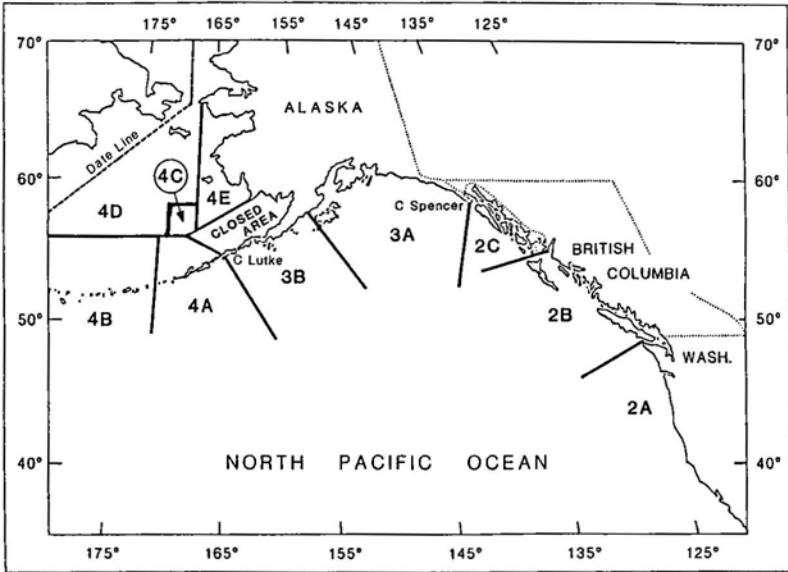 175° 165° 155° 145° 135° 125°
70° 70°
ALASKA
Date Line
4C
4E
60° 60°
4D
CLOSED
AREA
C Spencer
3A
2C
BRITISH
COLUMBIA
C Lutke
3B
4A
4B
2B
50° 50°
WASH.
2A
40° 40°
NORTH PACIFIC OCEAN
175° 165° 155° 145° 135° 125°